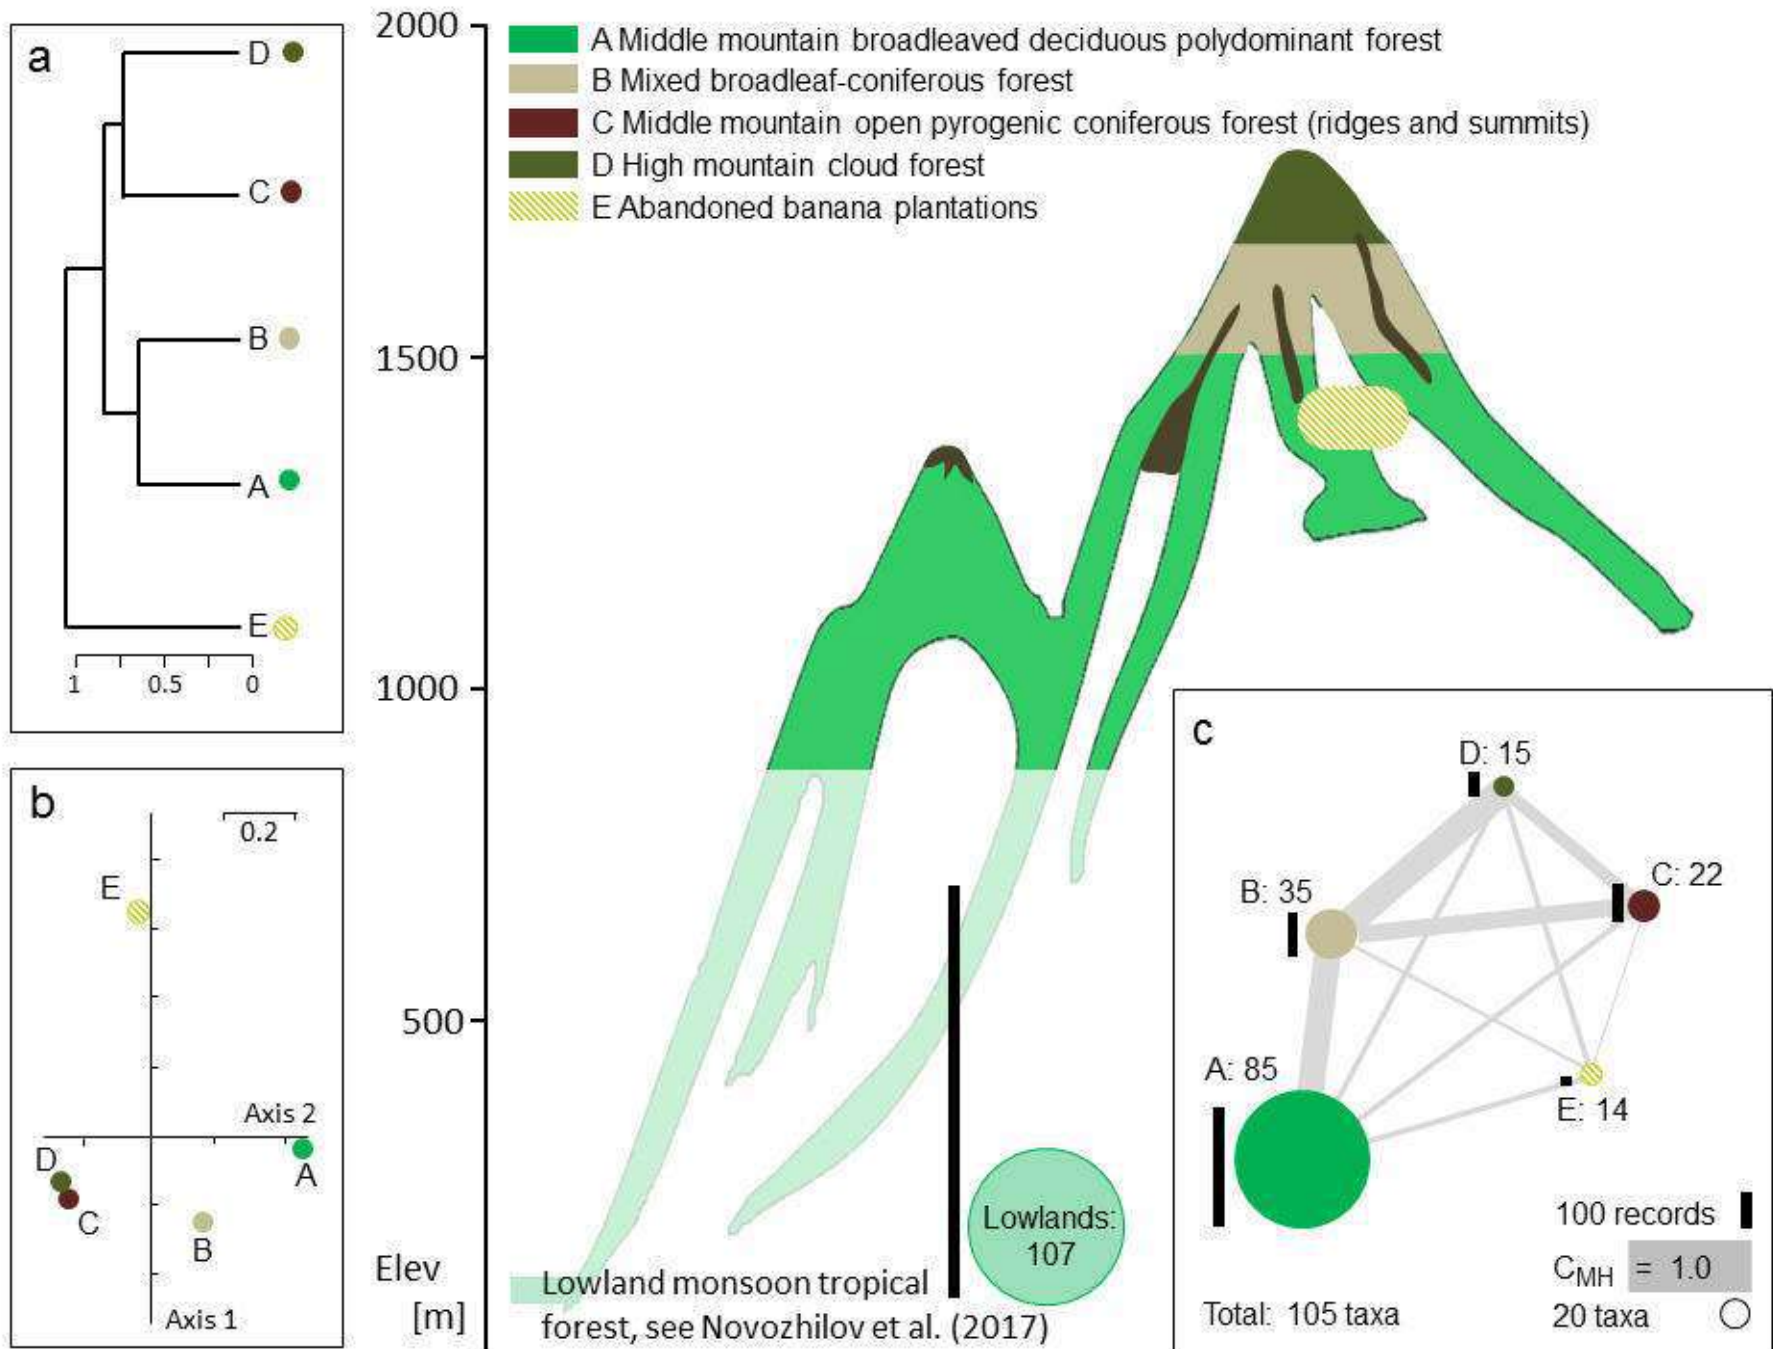 a
D
C
B
A
E
1 0.5 0
b
0.2
E
Axis 2
D
A
C
B
Axis 1
2000
1500
1000
500
Elev
[m]
A Middle mountain broadleaved deciduous polydominant forest
B Mixed broadleaf-coniferous forest
C Middle mountain open pyrogenic coniferous forest (ridges and summits)
D High mountain cloud forest
E Abandoned banana plantations
Lowlands:
107
Lowland monsoon tropical
forest, see Novozhilov et al. (2017)
c
D: 15
C: 22
B: 35
A: 85
E: 14
100 records
CMH = 1.0
Total: 105 taxa 20 taxa